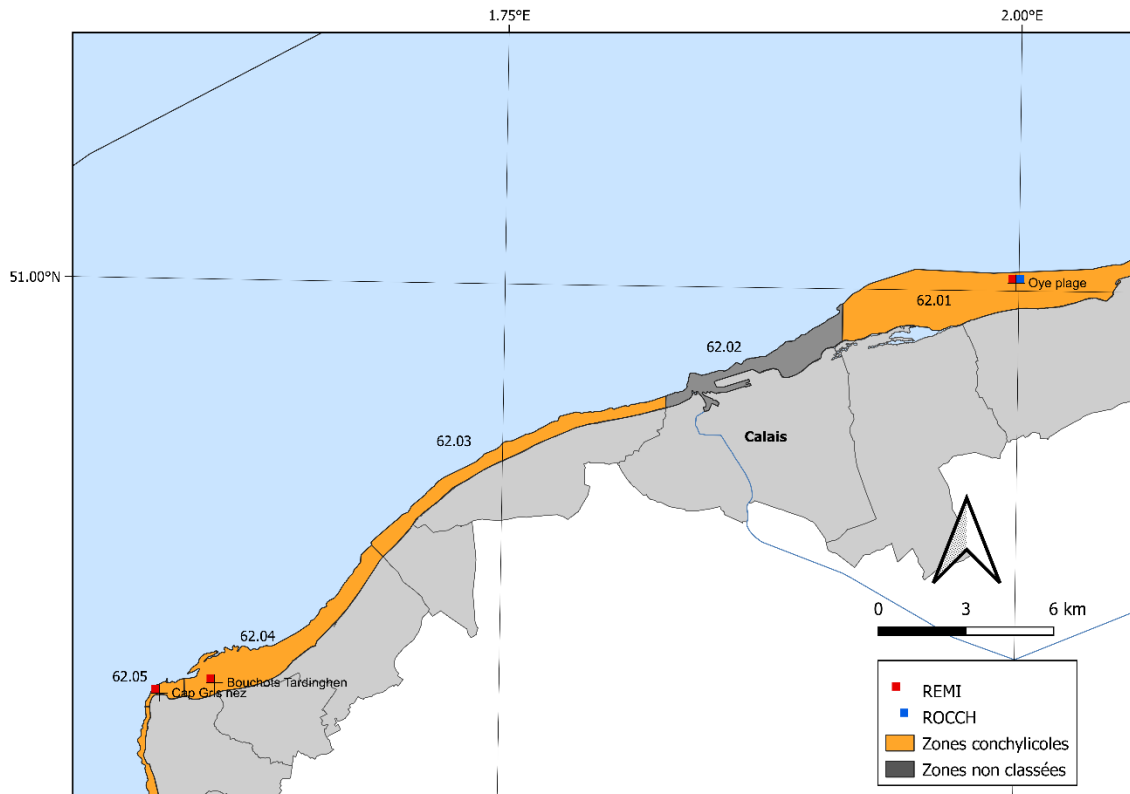 1.75°E
2.00°E
51.00°N
Oye plage
62.01
62.02
62.03
Calais
62.04
62.05
Bouchots Tardinghen
Cap Gris nez
0 3 6 km
REMI
ROCCH
Zones conchylicoles
Zones non classées